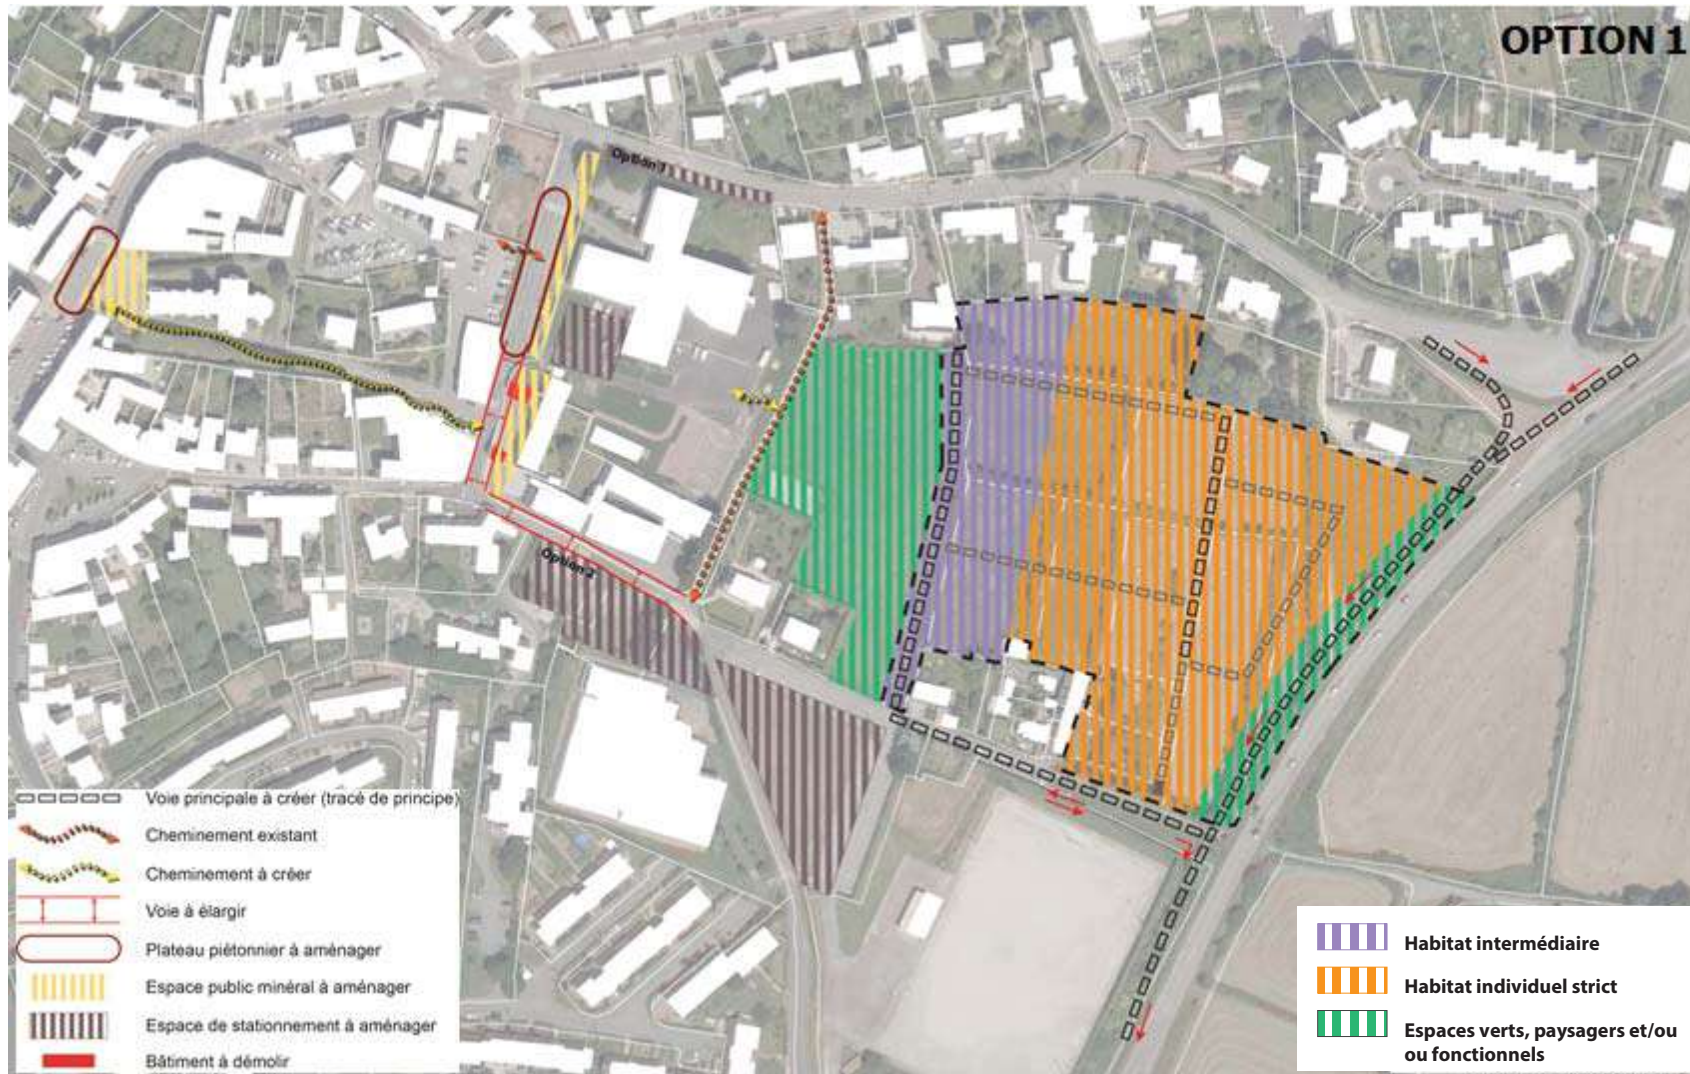 OPTION 1
Option 1
Option 2
Voie principale à créer (tracé de principe)
Cheminement existant
Cheminement à créer
Voie à élargir
Plateau piétonnier à aménager
Espace public minéral à aménager
Espace de stationnement à aménager
Bâtiment à démolir
Habitat intermédiaire
Habitat individuel strict
Espaces verts, paysagers et/ou
ou fonctionnels